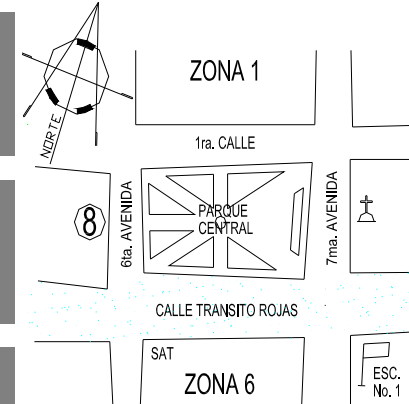 ZONA 1
NORTE
1ra. CALLE
6ta. AVENIDA
8
PARQUE
CENTRAL
7ma. AVENIDA
CALLE TRANSITO ROJAS
SAT
ZONA 6
ESC.
No. 1